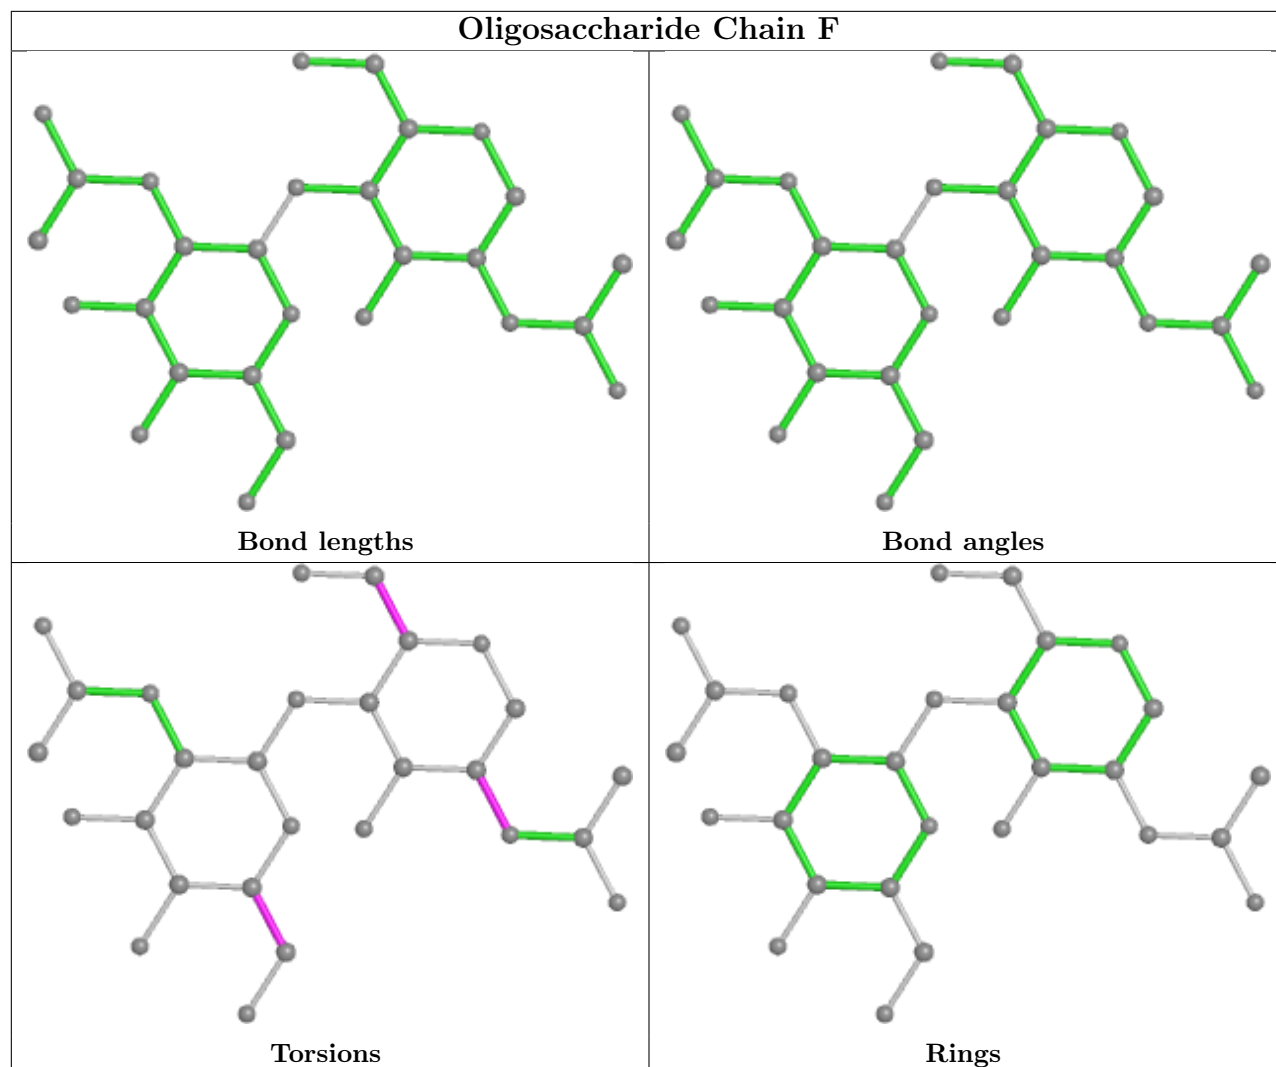 Oligosaccharide Chain F
Bond lengths
Bond angles
Torsions
Rings